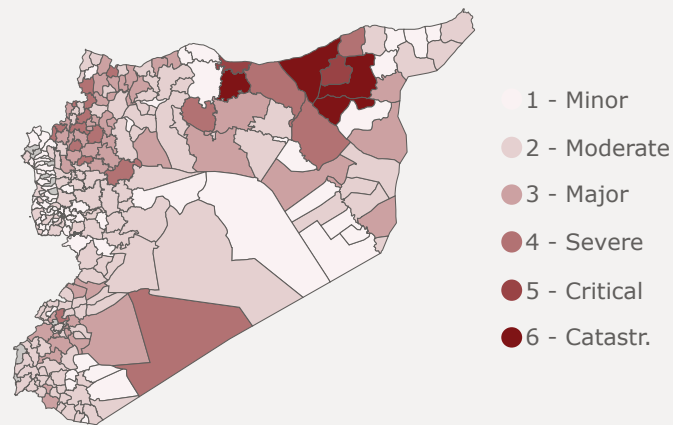 1 - Minor
2 - Moderate
3 - Major
4 - Severe
5 - Critical
6 - Catastr.